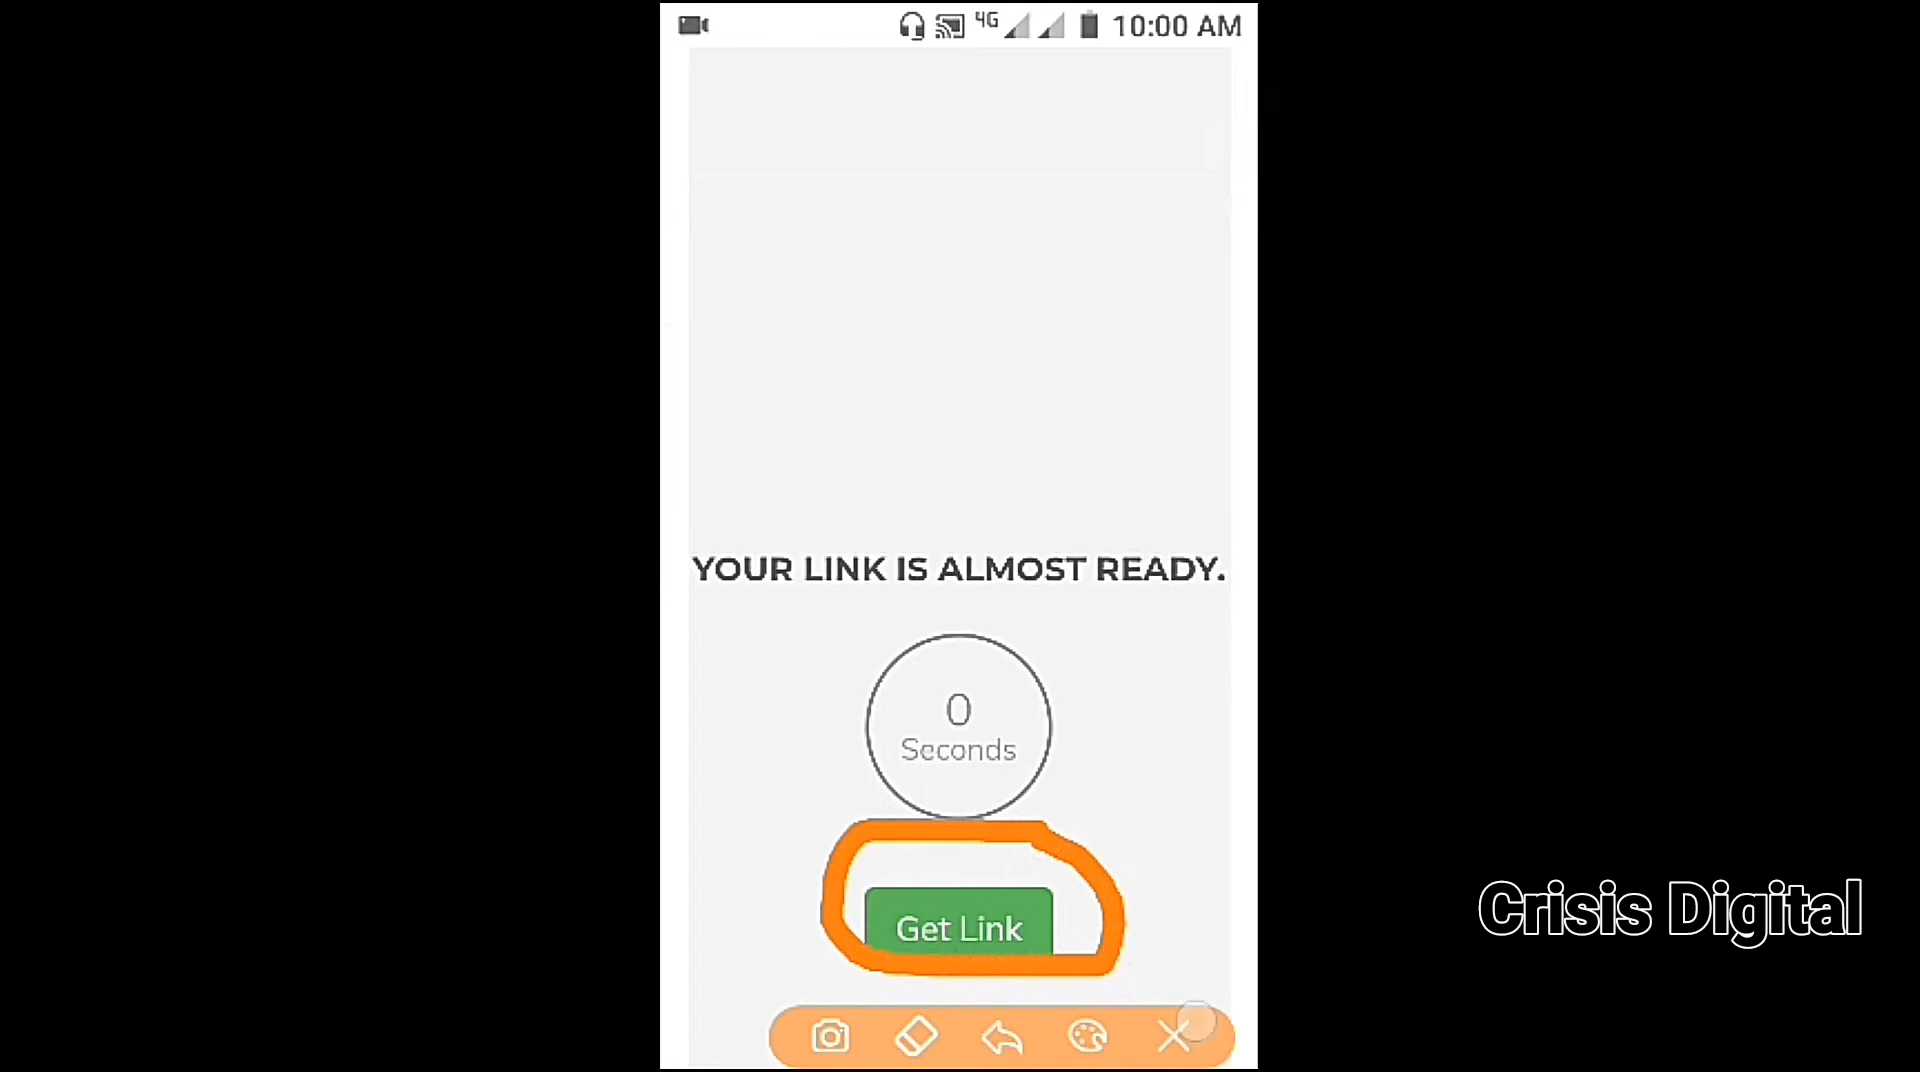 4G 10:00 AM
YOUR LINK IS ALMOST READY.
0
Seconds
Get Link
Crisis Digital